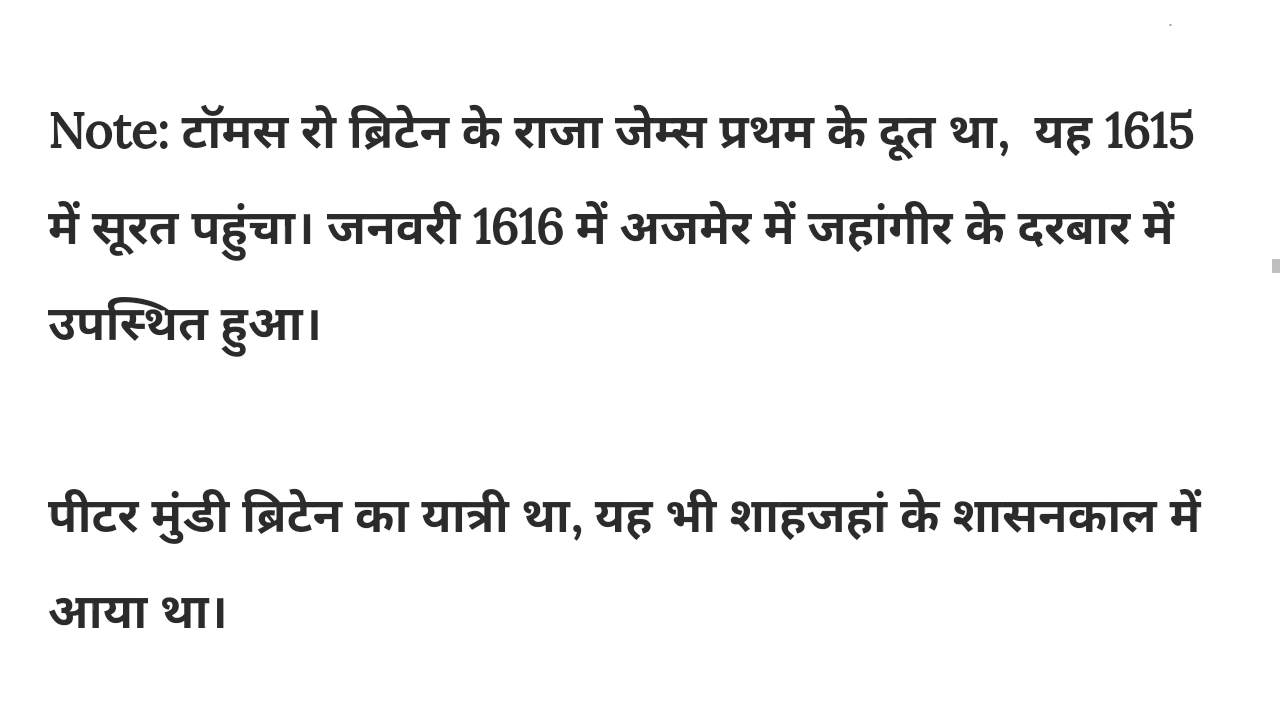 Note: टॉमस रो ब्रिटेन के राजा जेम्स प्रथम के दूत था,  यह 1615
में सूरत पहुंचा। जनवरी 1616 में अजमेर में जहांगीर के दरबार में
उपस्थित हुआ।
पीटर मुंडी ब्रिटेन का यात्री था, यह भी शाहजहां के शासनकाल में
आया था।